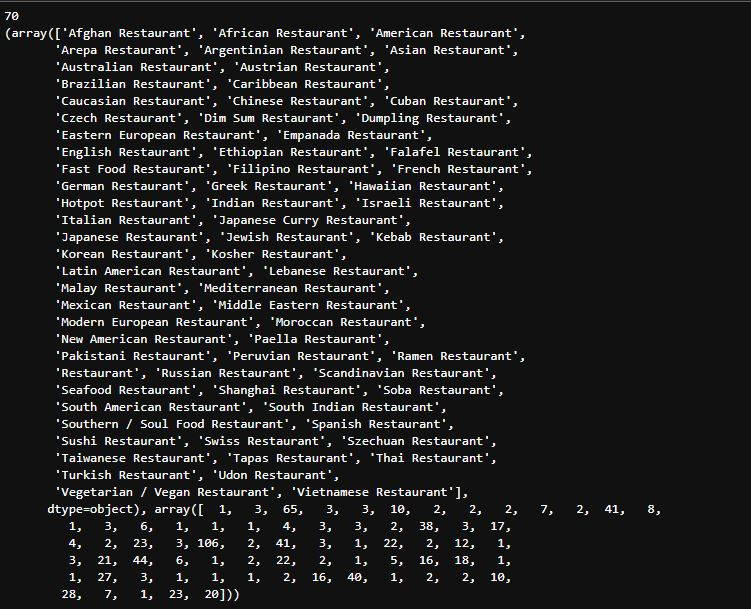 70
(array(['Afghan Restaurant', 'African Restaurant', 'American Restaurant',
'Arepa Restaurant', 'Argentinian Restaurant', 'Asian Restaurant',
'Australian Restaurant', 'Austrian Restaurant',
'Brazilian Restaurant', 'Caribbean Restaurant',
'Caucasian Restaurant', 'Chinese Restaurant', 'Cuban Restaurant',
'Czech Restaurant', 'Dim Sum Restaurant', 'Dumpling Restaurant',
'Eastern European Restaurant', 'Empanada Restaurant',
'English Restaurant', 'Ethiopian Restaurant', 'Falafel Restaurant',
'Fast Food Restaurant', 'Filipino Restaurant', 'French Restaurant',
'German Restaurant', 'Greek Restaurant', 'Hawaiian Restaurant',
'Hotpot Restaurant', 'Indian Restaurant', 'Israeli Restaurant',
'Italian Restaurant', 'Japanese Curry Restaurant',
'Japanese Restaurant', 'Jewish Restaurant', 'Kebab Restaurant',
'Korean Restaurant', 'Kosher Restaurant',
'Latin American Restaurant', 'Lebanese Restaurant',
'Malay Restaurant', 'Mediterranean Restaurant',
'Mexican Restaurant', 'Middle Eastern Restaurant',
'Modern European Restaurant', 'Moroccan Restaurant',
'New American Restaurant', 'Paella Restaurant',
'Pakistani Restaurant', 'Peruvian Restaurant', 'Ramen Restaurant',
'Restaurant', 'Russian Restaurant', 'Scandinavian Restaurant',
'Seafood Restaurant', 'Shanghai Restaurant', 'Soba Restaurant',
'South American Restaurant', 'South Indian Restaurant',
'Southern / Soul Food Restaurant', 'Spanish Restaurant',
'Sushi Restaurant', 'Swiss Restaurant', 'Szechuan Restaurant',
'Taiwanese Restaurant', 'Tapas Restaurant', 'Thai Restaurant',
'Turkish Restaurant', 'Udon Restaurant',
'Vegetarian / Vegan Restaurant', 'Vietnamese Restaurant'],
dtype=object), array([ 1, 3, 65, 3, 3, 10, 2, 2, 2, 7, 2, 41, 8,
1, 3, 6, 1, 1, 1, 4, 3, 3, 2, 38, 3, 17,
4, 2, 23, 3, 106, 2, 41, 3, 1, 22, 2, 12, 1,
3, 21, 44, 6, 1, 2, 22, 2, 1, 5, 16, 18, 1,
1, 27, 3, 1, 1, 1, 2, 16, 40, 1, 2, 2, 10,
28, 7, 1, 23, 20]))